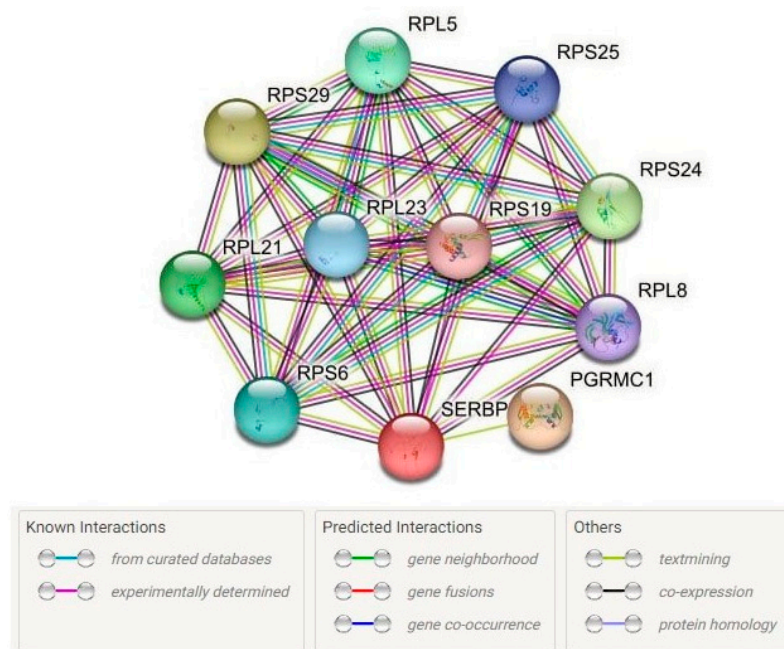 RPL5
RPS25
RPS29
RPS24
RPL23
RPS19
RPL21
RPL8
RPS6
PGRMC1
SERBP
Known Interactions
from curated databases
experimentally determined
Predicted Interactions
gene neighborhood
gene fusions
gene co-occurrence
Others
textmining
co-expression
protein homology